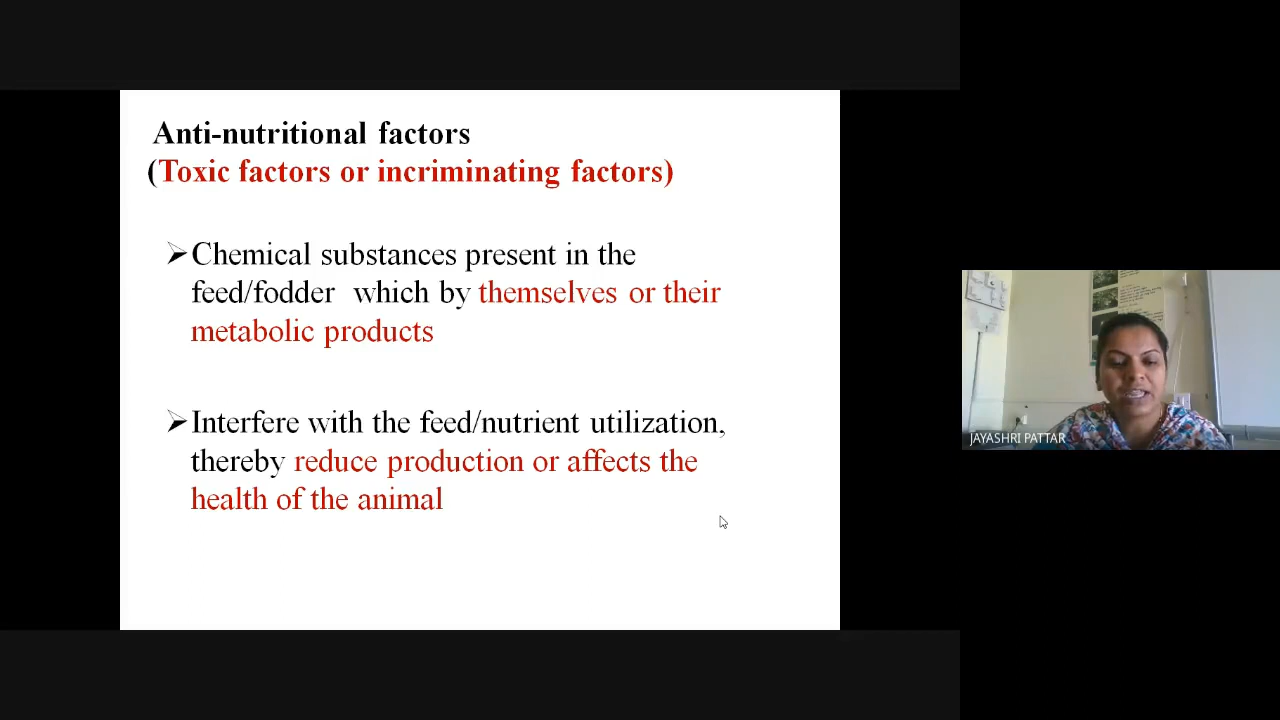 Anti-nutritional factors
(Toxic factors or incriminating factors)
➢Chemical substances present in the
feed/fodder which by themselves or their
metabolic products
➢Interfere with the feed/nutrient utilization,
thereby reduce production or affects the
health of the animal
JAYASHRI PATTAR